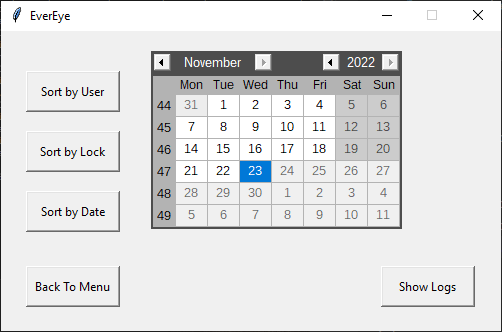 EverEye
November 2022
Mon Tue Wed Thu Fri Sat Sun
44 31 1 2 3 4 5 6
Sort by User
45 7 8 9 10 11 12 13
46 14 15 16 17 18 19 20
Sort by Lock
47 21 22 23 24 25 26 27
48 28 29 30 1 2 3 4
49 5 6 7 8 9 10 11
Sort by Date
Back To Menu
Show Logs